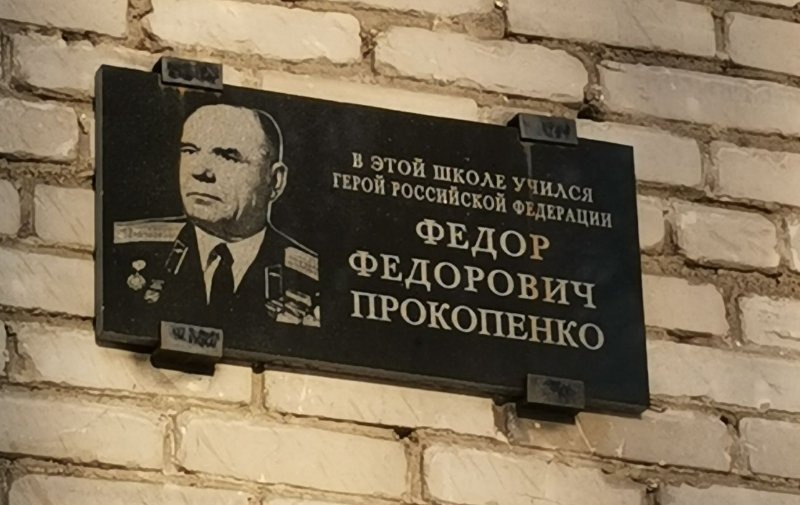 В ЭТОЙ ШКОЛЕ УЧИЛСЯ
ГЕРОЙ РОССИЙСКОЙ ФЕДЕРАЦИИ
ФЕДОР
ФЕДОРОВИЧ
ПРОКОПЕНКО